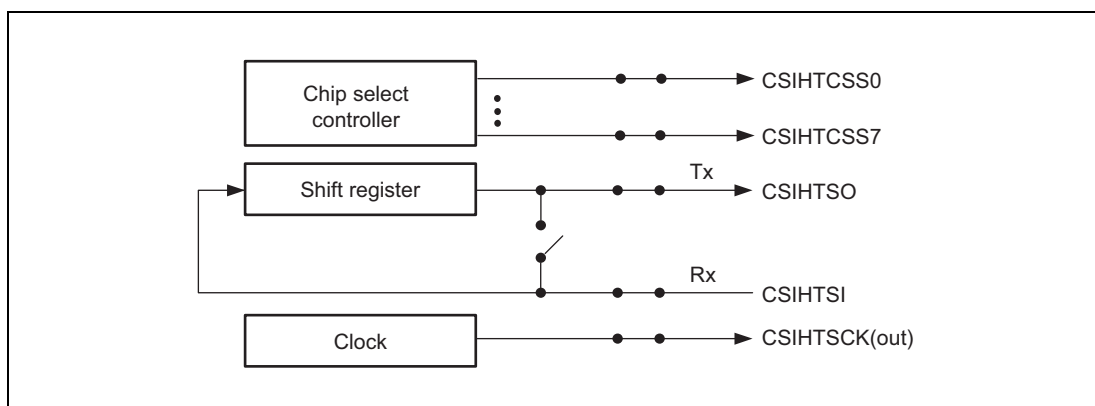 Chip select
controller
CSIHTCSS0
CSIHTCSS7
Shift register
Tx
CSIHTSO
Rx
CSIHTSI
Clock
CSIHTSCK(out)